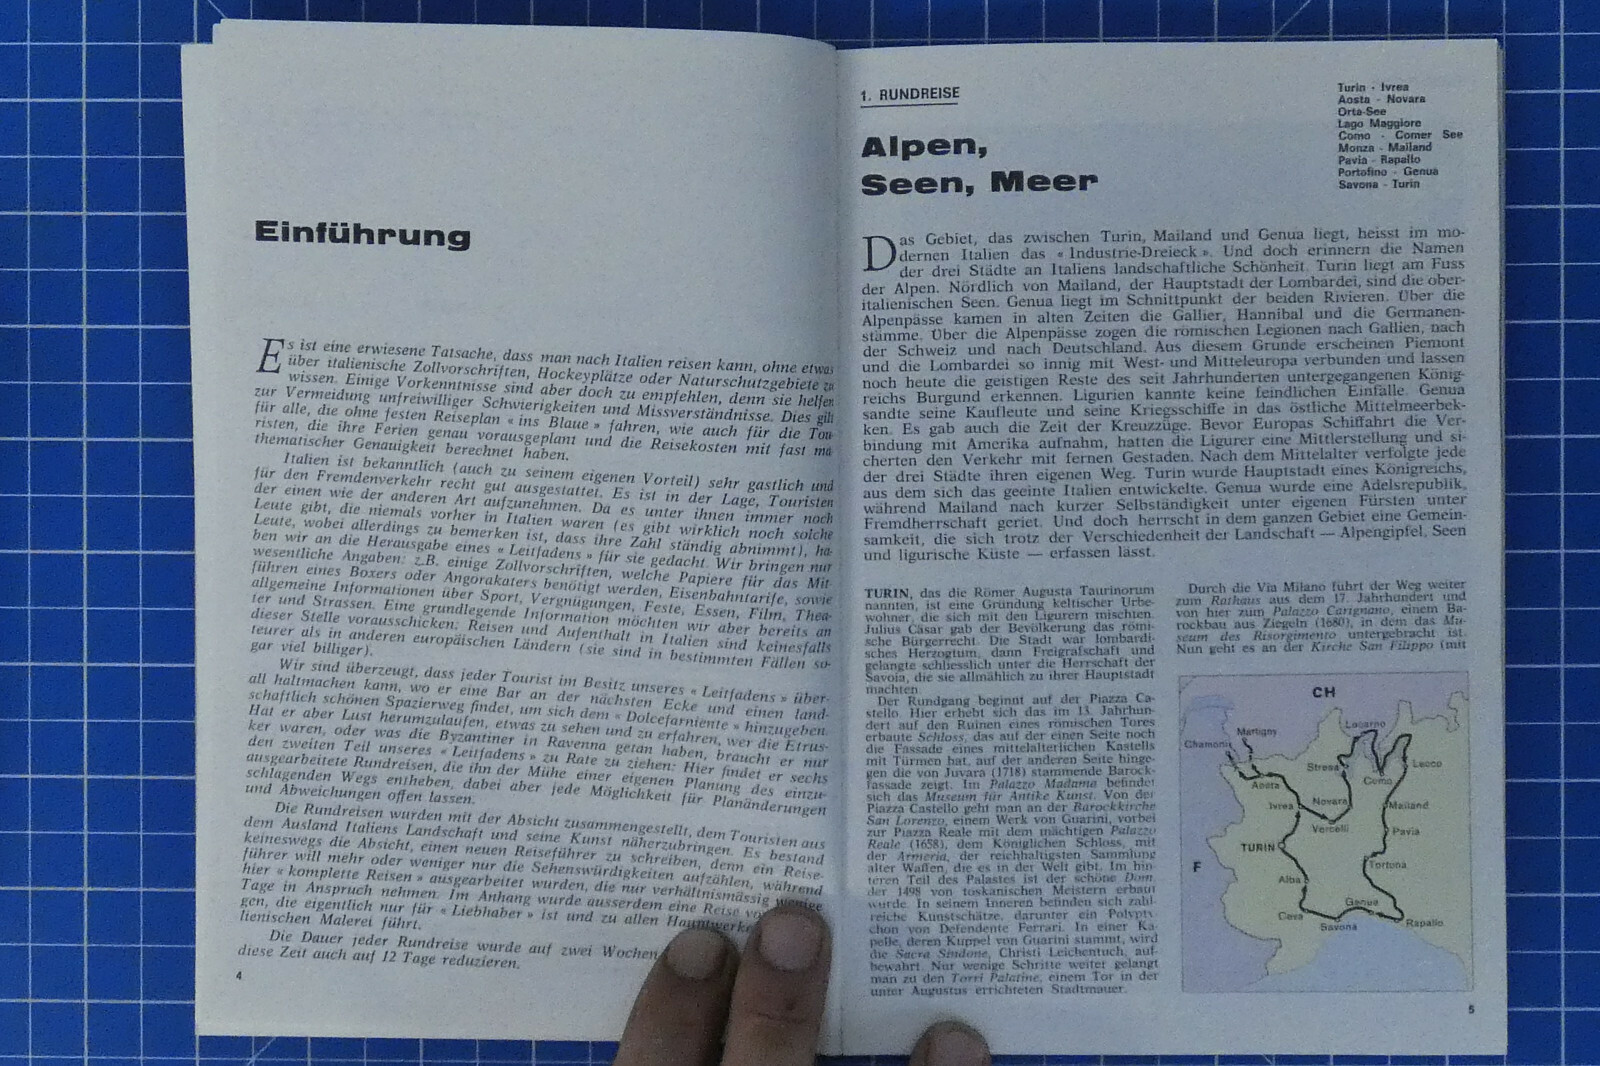 Einführung
Es ist eine erwiesene Tatsache, dass man nach Italien reisen kann, ohne etwas
über italienische Zollvorschriften, Hockeyplätze oder Naturschutzgebiete zu
wissen. Einige Vorkenntnisse sind aber doch zu empfehlen, denn sie helfen
zur Vermeidung unfreiwilliger Schwierigkeiten und Missverständnisse. Dies gilt
für alle, die ohne festen Reiseplan « ins Blaue » fahren, wie auch für die Tou-
risten, die ihre Ferien genau vorausgeplant und die Reisekosten mit fast ma-
thematischer Genauigkeit berechnet haben.
Italien ist bekanntlich (auch zu seinem eigenen Vorteil) sehr gastlich und
für den Fremdenverkehr recht gut ausgestattet. Es ist in der Lage, Touristen
der einen wie der anderen Art aufzunehmen. Da es unter ihnen immer noch
Leute gibt, die niemals vorher in Italien waren (es gibt wirklich noch solche
Leute, wobei allerdings zu bemerken ist, dass ihre Zahl ständig abnimmt), ha-
ben wir an die Herausgabe eines « Leitfadens » für sie gedacht. Wir bringen nur
wesentliche Angaben: z.B. einige Zollvorschriften, welche Papiere für das Mit-
führen eines Boxers oder Angorakaters benötigt werden, Eisenbahntarife, sowie
allgemeine Informationen über Sport, Vergnügungen, Feste, Essen, Film, Thea-
ter und Strassen. Eine grundlegende Information möchten wir aber bereits an
dieser Stelle vorausschicken: Reisen und Aufenthalt in Italien sind keinesfalls
teurer als in anderen europäischen Ländern (sie sind in bestimmten Fällen so-
gar viel billiger).
Wir sind überzeugt, dass jeder Tourist im Besitz unseres « Leitfadens » über-
all haltmachen kann, wo er eine Bar an der nächsten Ecke und einen land-
schaftlich schönen Spazierweg findet, um sich dem « Dolcefarniente » hinzugeben.
Hat er aber Lust herumzulaufen, etwas zu sehen und zu erfahren, wer die Etrus-
ker waren, oder was die Byzantiner in Ravenna getan haben, braucht er nur
den zweiten Teil unseres « Leitfadens » zu Rate zu ziehen: Hier findet er sechs
ausgearbeitete Rundreisen, die ihn der Mühe einer eigenen Planung des einzu-
schlagenden Wegs entheben, dabei aber jede Möglichkeit für Planänderungen
und Abweichungen offen lassen.
Die Rundreisen wurden mit der Absicht zusammengestellt, dem Touristen aus
dem Ausland Italiens Landschaft und seine Kunst näherzubringen. Es bestand
keineswegs die Absicht, einen neuen Reiseführer zu schreiben, denn ein Reise-
führer will mehr oder weniger nur die Sehenswürdigkeiten aufzählen, während
hier « komplette Reisen » ausgearbeitet wurden, die nur verhältnismässig wenige
Tage in Anspruch nehmen. Im Anhang wurde ausserdem eine Reise
gen, die eigentlich nur für « Liebhaber » ist und zu allen Hauptwerke
lienischen Malerei führt.
Die Dauer jeder Rundreise wurde auf zwei Wochen
diese Zeit auch auf 12 Tage reduzieren.
4
1. RUNDREISE
Alpen,
Seen, Meer
Turin - Ivrea
Aosta - Novara
Orta-See
Lago Maggiore
Como - Comer See
Monza - Mailand
Pavia - Rapallo
Portofino - Genua
Savona - Turin
Das Gebiet, das zwischen Turin, Mailand und Genua liegt, heisst im mo-
dernen Italien das « Industrie-Dreieck ». Und doch erinnern die Namen
der drei Städte an Italiens landschaftliche Schönheit. Turin liegt am Fuss
der Alpen. Nördlich von Mailand, der Hauptstadt der Lombardei, sind die ober-
italienischen Seen. Genua liegt im Schnittpunkt der beiden Rivieren. Über die
Alpenpässe kamen in alten Zeiten die Gallier, Hannibal und die Germanen-
stämme. Über die Alpenpässe zogen die römischen Legionen nach Gallien, nach
der Schweiz und nach Deutschland. Aus diesem Grunde erscheinen Piemont
und die Lombardei so innig mit West- und Mitteleuropa verbunden und lassen
noch heute die geistigen Reste des seit Jahrhunderten untergegangenen König-
reichs Burgund erkennen. Ligurien kannte keine feindlichen Einfälle. Genua
sandte seine Kaufleute und seine Kriegsschiffe in das östliche Mittelmeerbek-
ken. Es gab auch die Zeit der Kreuzzüge. Bevor Europas Schiffahrt die Ver-
bindung mit Amerika aufnahm, hatten die Ligurer eine Mittlerstellung und si-
cherten den Verkehr mit fernen Gestaden. Nach dem Mittelalter verfolgte jede
der drei Städte ihren eigenen Weg. Turin wurde Hauptstadt eines Königreichs,
aus dem sich das geeinte Italien entwickelte. Genua wurde eine Adelsrepublik,
während Mailand nach kurzer Selbständigkeit unter eigenen Fürsten unter
Fremdherrschaft geriet. Und doch herrscht in dem ganzen Gebiet eine Gemein-
samkeit, die sich trotz der Verschiedenheit der Landschaft — Alpengipfel, Seen
und ligurische Küste — erfassen lässt.
TURIN, das die Römer Augusta Taurinorum
nannten, ist eine Gründung keltischer Urbe-
wohner, die sich mit den Ligurern mischten.
Julius Cäsar gab der Bevölkerung das römi-
sche Bürgerrecht. Die Stadt war lombardi-
sches Herzogtum, dann Freigrafschaft und
gelangte schliesslich unter die Herrschaft der
Savoia, die sie allmählich zu ihrer Hauptstadt
machten.
Der Rundgang beginnt auf der Piazza Ca-
stello. Hier erhebt sich das im 13. Jahrhun-
dert auf den Ruinen eines römischen Tores
erbaute Schloss, das auf der einen Seite noch
die Fassade eines mittelalterlichen Kastells
mit Türmen hat, auf der anderen Seite hinge-
gen die von Juvara (1718) stammende Barock-
fassade zeigt. Im Palazzo Madama befindet
sich das Museum für Antike Kunst. Von der
Piazza Castello geht man an der Barockkirche
San Lorenzo, einem Werk von Guarini, vorbei
zur Piazza Reale mit dem mächtigen Palazzo
Reale (1658), dem Königlichen Schloss, mit
der Armeria, der reichhaltigsten Sammlung
alter Waffen, die es in der Welt gibt. Im hin-
teren Teil des Palastes ist der schöne Dom,
der 1498 von toskanischen Meistern erbaut
wurde. In seinem Inneren befinden sich zahl-
reiche Kunstschätze, darunter ein Polypty-
chon von Defendente Ferrari. In einer Ka-
pelle, deren Kuppel von Guarini stammt, wird
die Sacra Sindone, Christi Leichentuch, auf-
bewahrt. Nur wenige Schritte weiter gelangt
man zu den Torri Palatine, einem Tor in der
unter Augustus errichteten Stadtmauer.
Durch die Via Milano führt der Weg weiter
zum Rathaus aus dem 17. Jahrhundert und
von hier zum Palazzo Carignano, einem Ba-
rockbau aus Ziegeln (1680), in dem das Mu-
seum des Risorgimento untergebracht ist.
Nun geht es an der Kirche San Filippo (mit
CH
Locarno
Martigny
Chamonix
Stresa
Lecco
Como
Aosta
Ivrea
Novara
Mailand
Vercelli
Pavia
TURIN
Tortona
F
Alba
Genua
Ceva
Savona
Rapallo
5